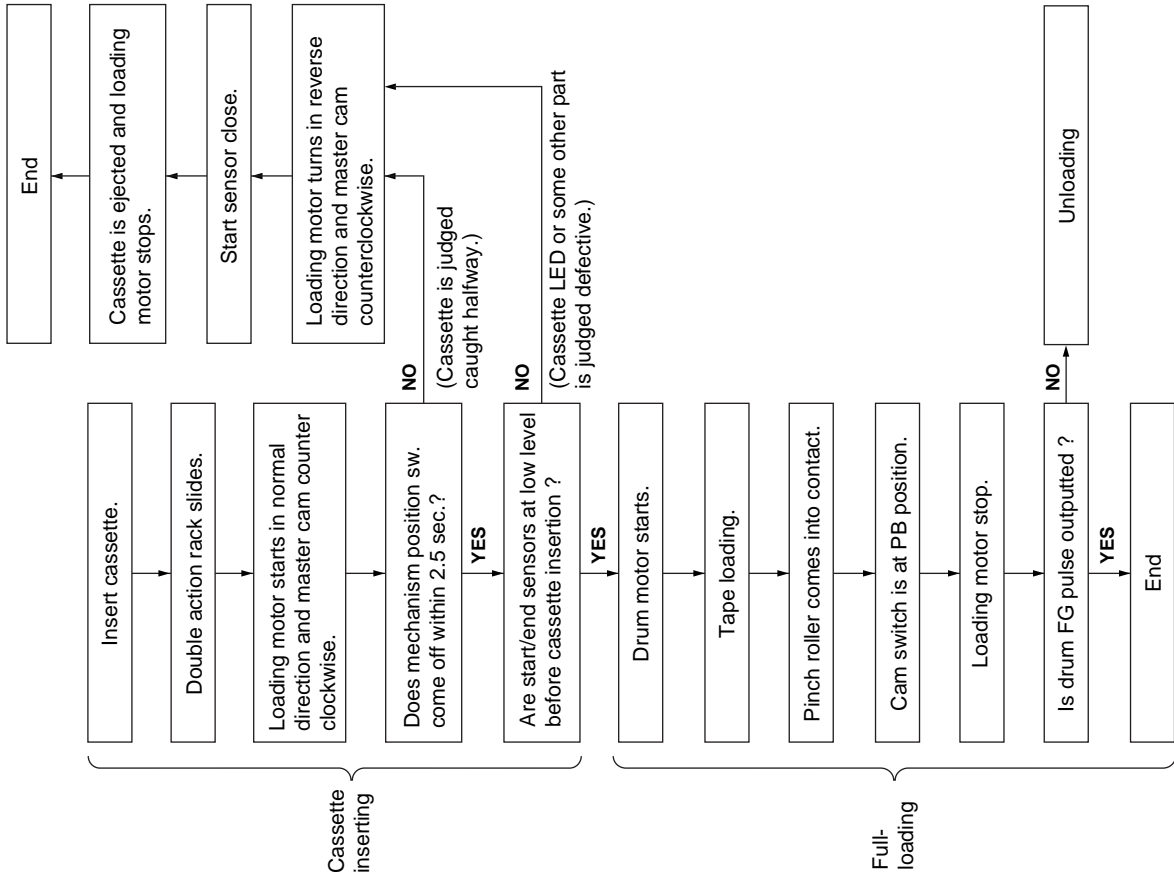 Cassette
inserting
Insert cassette.
Double action rack slides.
Loading motor starts in normal
direction and master cam counter
clockwise.
Does mechanism position sw.
come off within 2.5 sec.?
NO
(Cassette is judged
caught halfway.)
YES
Are start/end sensors at low level
before cassette insertion ?
NO
(Cassette LED or some other part
is judged defective.)
YES
Loading motor turns in reverse
direction and master cam
counterclockwise.
Start sensor close.
Cassette is ejected and loading
motor stops.
End
Full-
loading
Drum motor starts.
Tape loading.
Pinch roller comes into contact.
Cam switch is at PB position.
Loading motor stop.
Is drum FG pulse outputted ?
NO
Unloading
YES
End